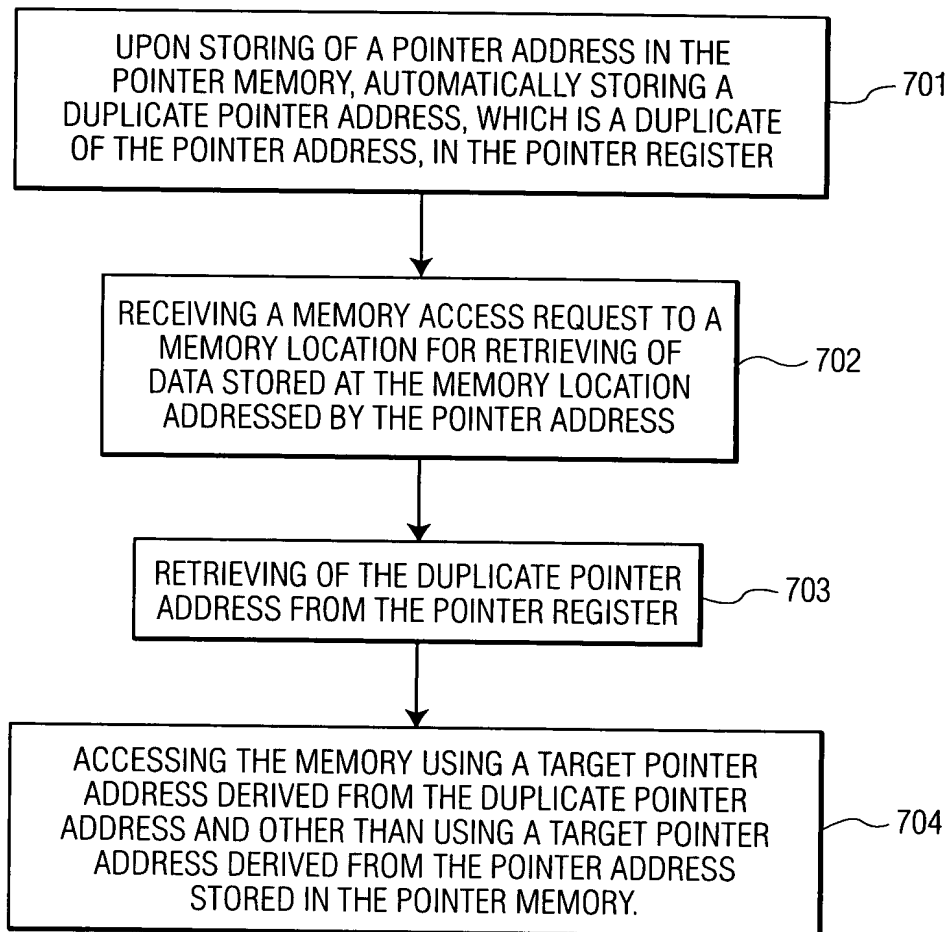 UPON STORING OF A POINTER ADDRESS IN THE
POINTER MEMORY, AUTOMATICALLY STORING A
DUPLICATE POINTER ADDRESS, WHICH IS A DUPLICATE
OF THE POINTER ADDRESS, IN THE POINTER REGISTER
701
RECEIVING A MEMORY ACCESS REQUEST TO A
MEMORY LOCATION FOR RETRIEVING OF
DATA STORED AT THE MEMORY LOCATION
ADDRESSED BY THE POINTER ADDRESS
702
RETRIEVING OF THE DUPLICATE POINTER
ADDRESS FROM THE POINTER REGISTER
703
ACCESSING THE MEMORY USING A TARGET POINTER
ADDRESS DERIVED FROM THE DUPLICATE POINTER
ADDRESS AND OTHER THAN USING A TARGET POINTER
ADDRESS DERIVED FROM THE POINTER ADDRESS
STORED IN THE POINTER MEMORY.
704